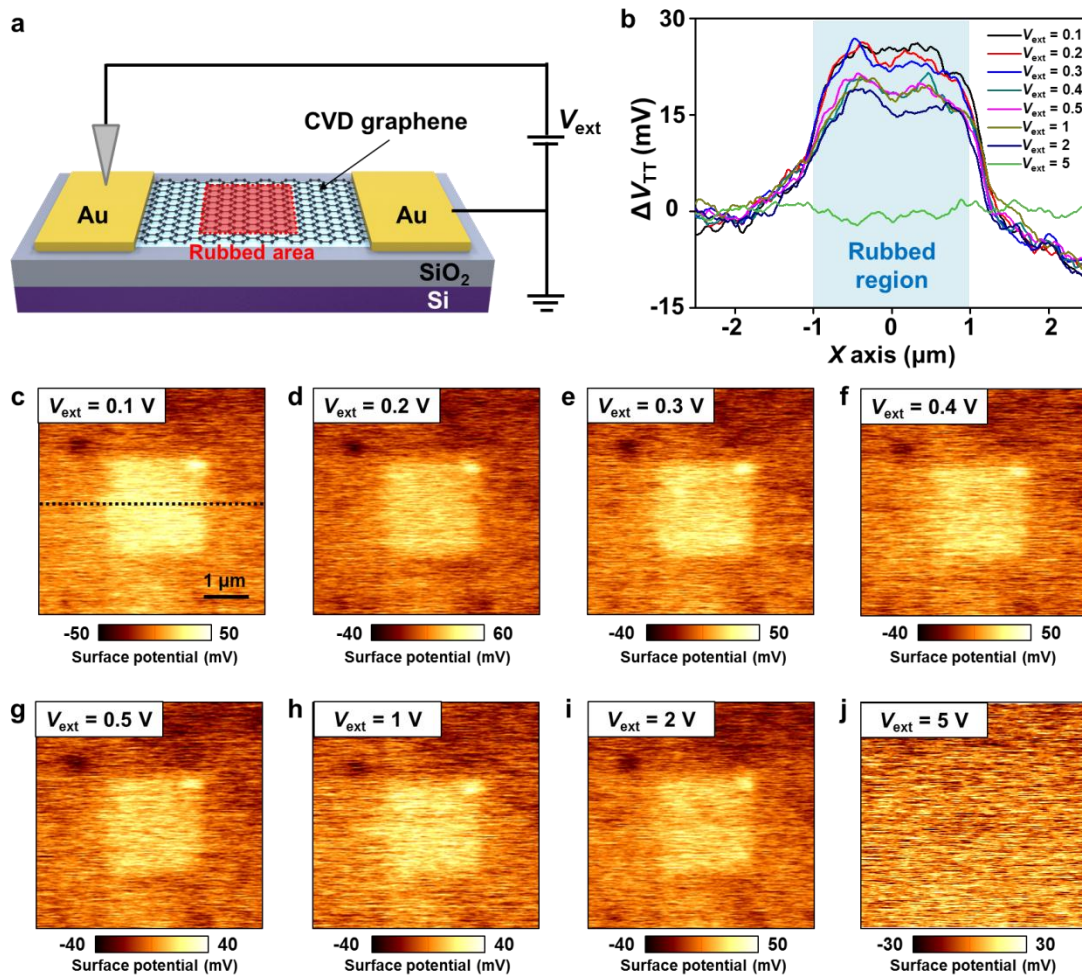 a
V_ext
CVD graphene
Au
Au
Rubbed area
SiO₂
Si
b
30
15
0
-15
ΔV_TT (mV)
V_ext = 0.1
V_ext = 0.2
V_ext = 0.3
V_ext = 0.4
V_ext = 0.5
V_ext = 1
V_ext = 2
V_ext = 5
Rubbed
region
-2 -1 0 1 2
X axis (μm)
c
V_ext = 0.1 V
1 μm
-50 50
Surface potential (mV)
d
V_ext = 0.2 V
-40 60
Surface potential (mV)
e
V_ext = 0.3 V
-40 50
Surface potential (mV)
f
V_ext = 0.4 V
-40 50
Surface potential (mV)
g
V_ext = 0.5 V
-40 40
Surface potential (mV)
h
V_ext = 1 V
-40 40
Surface potential (mV)
i
V_ext = 2 V
-40 50
Surface potential (mV)
j
V_ext = 5 V
-30 30
Surface potential (mV)